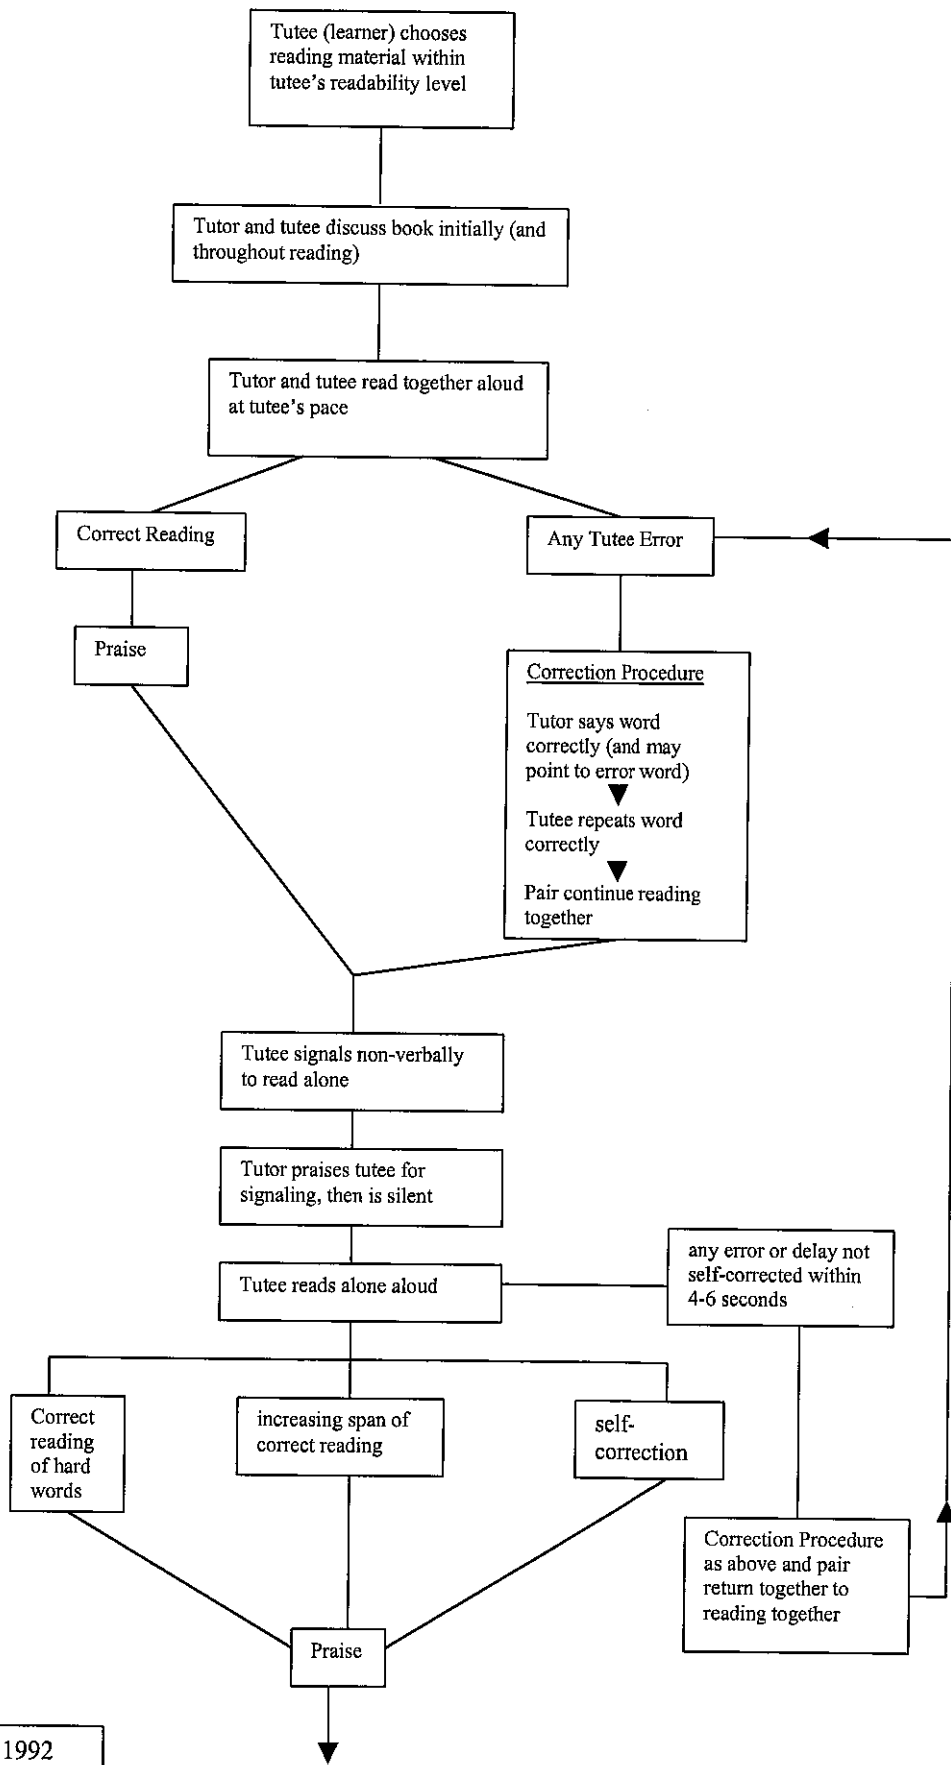 Tutee (learner) chooses
reading material within
tutee's readability level
Tutor and tutee discuss book initially (and
throughout reading)
Tutor and tutee read together aloud
at tutee's pace
Correct Reading
Any Tutee Error
Praise
Correction Procedure
Tutor says word
correctly (and may
point to error word)
Tutee repeats word
correctly
Pair continue reading
together
Tutee signals non-verbally
to read alone
Tutor praises tutee for
signaling, then is silent
Tutee reads alone aloud
any error or delay not
self-corrected within
4-6 seconds
Correct
reading
of hard
words
increasing span of
correct reading
self-
correction
Correction Procedure
as above and pair
return together to
reading together
Praise
1992